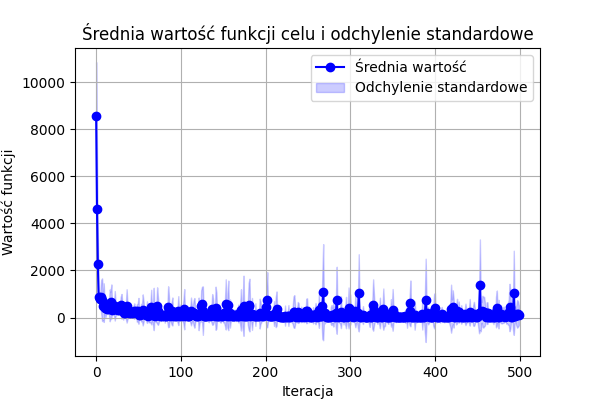 Średnia wartość funkcji celu i odchylenie standardowe
Średnia wartość
Odchylenie standardowe
Wartość funkcji
10000
8000
6000
4000
2000
0
0 100 200 300 400 500
Iteracja